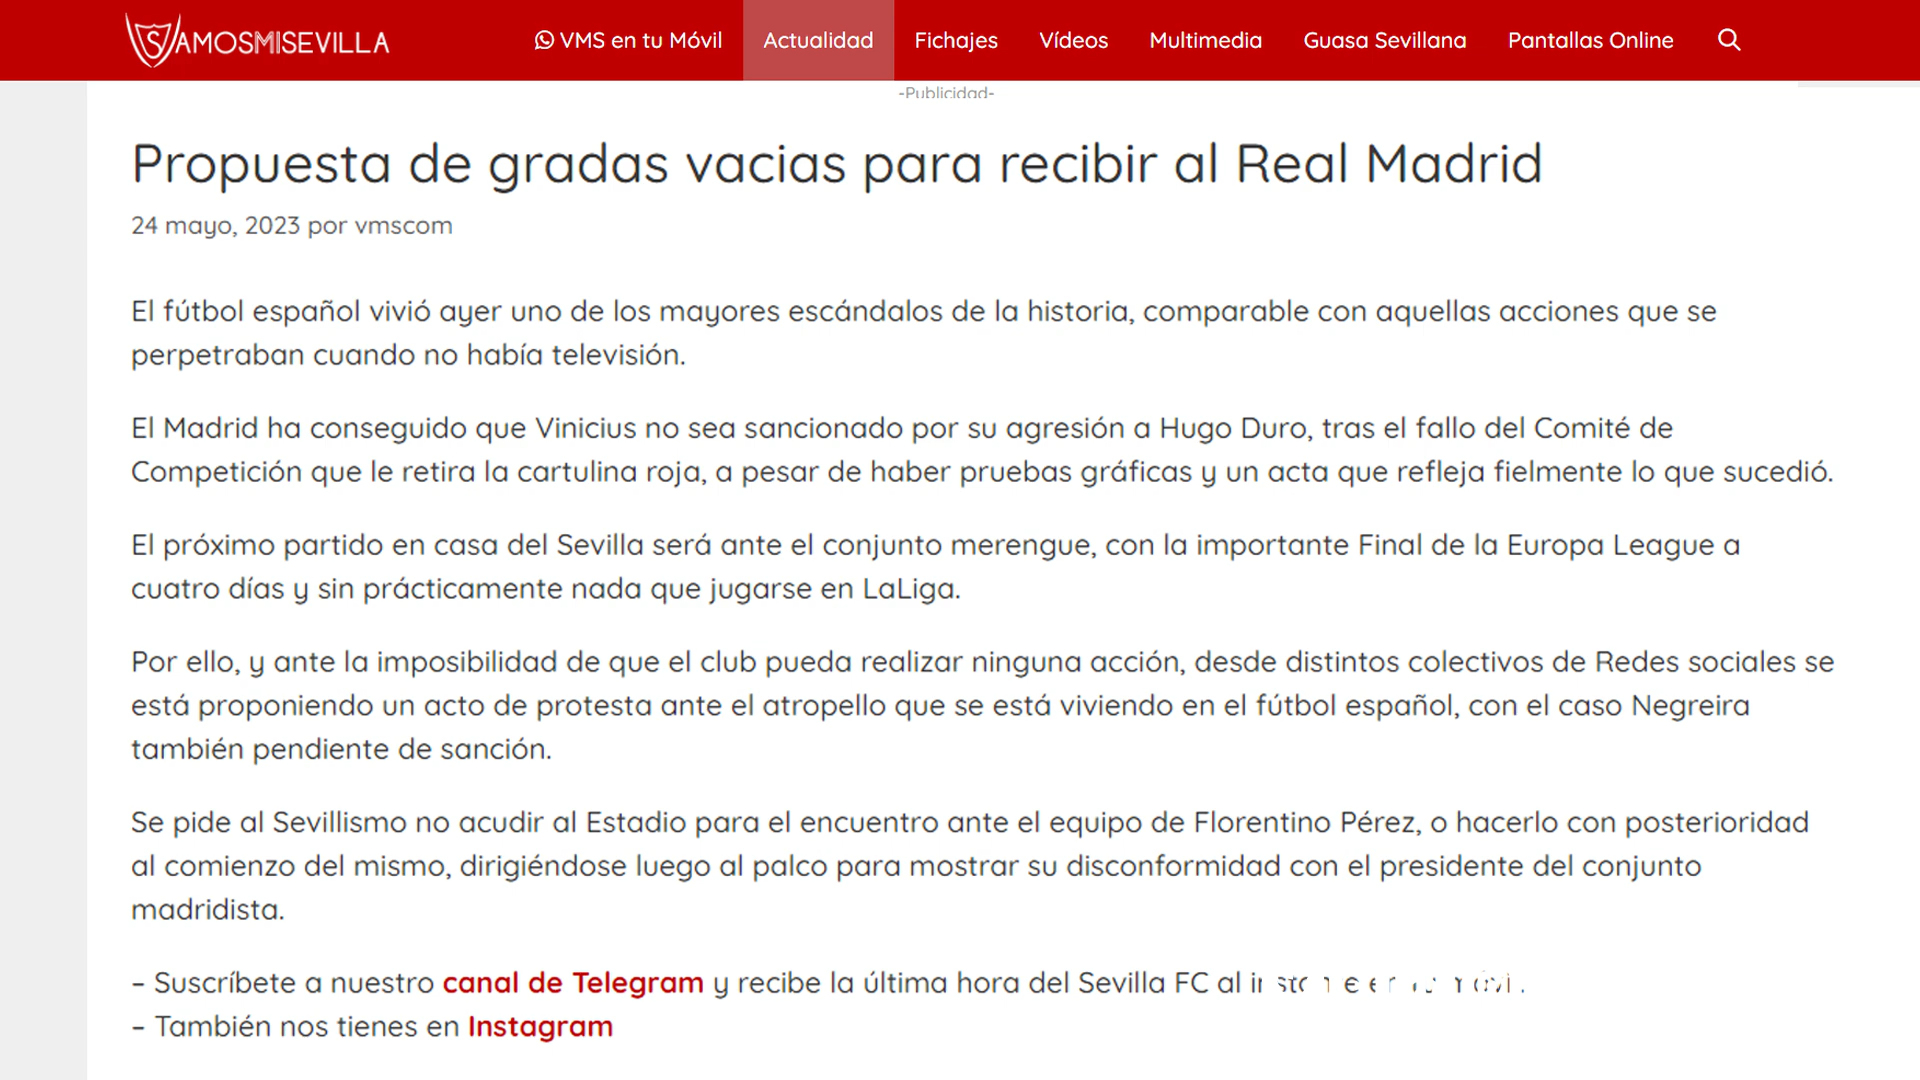 VAMOSMISEVILLA
VMS en tu Móvil Actualidad Fichajes Vídeos Multimedia Guasa Sevillana Pantallas Online
-Publicidad-
Propuesta de gradas vacias para recibir al Real Madrid
24 mayo, 2023 por vmscom
El fútbol español vivió ayer uno de los mayores escándalos de la historia, comparable con aquellas acciones que se
perpetraban cuando no había televisión.
El Madrid ha conseguido que Vinicius no sea sancionado por su agresión a Hugo Duro, tras el fallo del Comité de
Competición que le retira la cartulina roja, a pesar de haber pruebas gráficas y un acta que refleja fielmente lo que sucedió.
El próximo partido en casa del Sevilla será ante el conjunto merengue, con la importante Final de la Europa League a
cuatro días y sin prácticamente nada que jugarse en LaLiga.
Por ello, y ante la imposibilidad de que el club pueda realizar ninguna acción, desde distintos colectivos de Redes sociales se
está proponiendo un acto de protesta ante el atropello que se está viviendo en el fútbol español, con el caso Negreira
también pendiente de sanción.
Se pide al Sevillismo no acudir al Estadio para el encuentro ante el equipo de Florentino Pérez, o hacerlo con posterioridad
al comienzo del mismo, dirigiéndose luego al palco para mostrar su disconformidad con el presidente del conjunto
madridista.
– Suscríbete a nuestro canal de Telegram y recibe la última hora del Sevilla FC al
– También nos tienes en Instagram